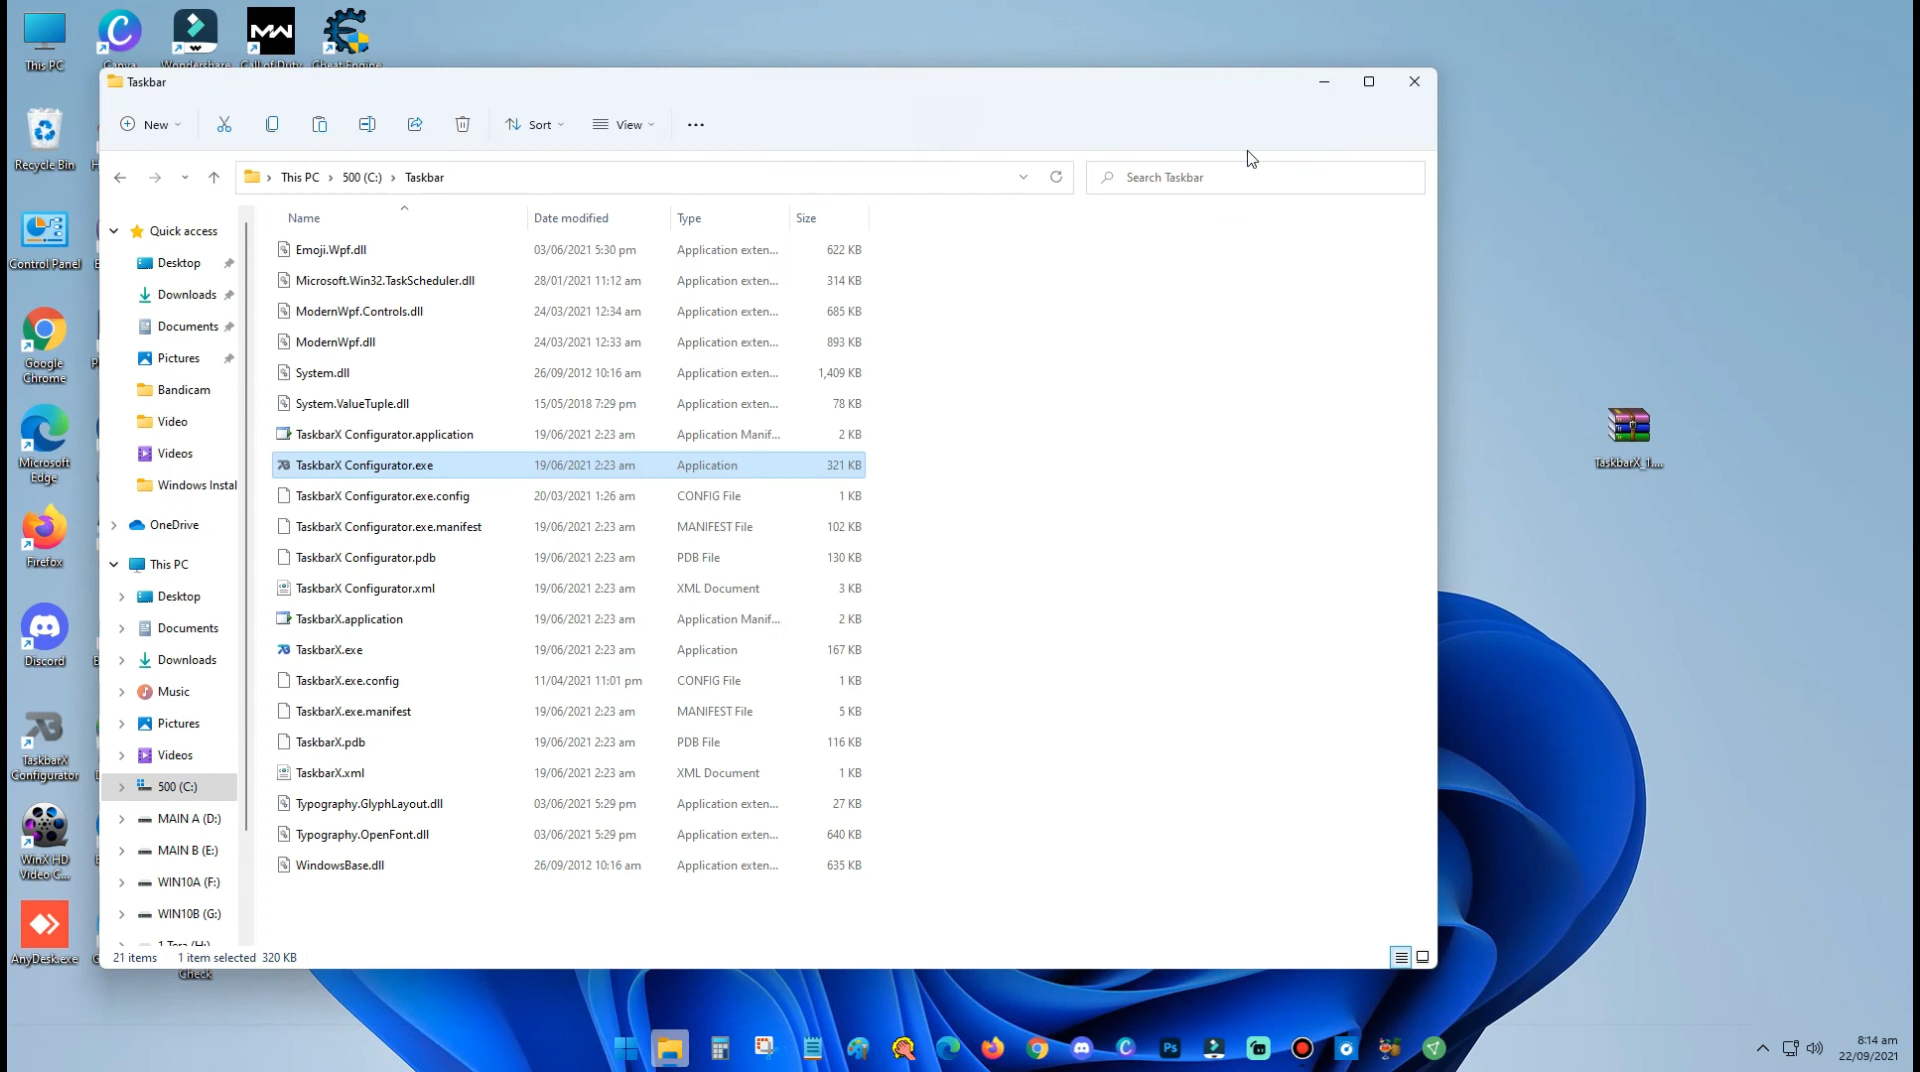 This PC
Canva
Wondershare
Call of Duty
Cheat Engine
Taskbar
New
Sort
View
This PC > 500 (C:) > Taskbar
Search Taskbar
Recycle Bin
Control Panel
Google
Chrome
Microsoft
Edge
Firefox
Discord
TaskbarX
Configurator
WinX HD
Video C...
AnyDesk.exe
Check
Quick access
Desktop
Downloads
Documents
Pictures
Bandicam
Video
Videos
Windows Instal
OneDrive
This PC
Desktop
Documents
Downloads
Music
Pictures
Videos
500 (C:)
MAIN A (D:)
MAIN B (E:)
WIN10A (F:)
WIN10B (G:)
1 Tera (H:)
Name Date modified Type Size
Emoji.Wpf.dll 03/06/2021 5:30 pm Application exten... 622 KB
Microsoft.Win32.TaskScheduler.dll 28/01/2021 11:12 am Application exten... 314 KB
ModernWpf.Controls.dll 24/03/2021 12:34 am Application exten... 685 KB
ModernWpf.dll 24/03/2021 12:33 am Application exten... 893 KB
System.dll 26/09/2012 10:16 am Application exten... 1,409 KB
System.ValueTuple.dll 15/05/2018 7:29 pm Application exten... 78 KB
TaskbarX Configurator.application 19/06/2021 2:23 am Application Manif... 2 KB
TaskbarX Configurator.exe 19/06/2021 2:23 am Application 321 KB
TaskbarX Configurator.exe.config 20/03/2021 1:26 am CONFIG File 1 KB
TaskbarX Configurator.exe.manifest 19/06/2021 2:23 am MANIFEST File 102 KB
TaskbarX Configurator.pdb 19/06/2021 2:23 am PDB File 130 KB
TaskbarX Configurator.xml 19/06/2021 2:23 am XML Document 3 KB
TaskbarX.application 19/06/2021 2:23 am Application Manif... 2 KB
TaskbarX.exe 19/06/2021 2:23 am Application 167 KB
TaskbarX.exe.config 11/04/2021 11:01 pm CONFIG File 1 KB
TaskbarX.exe.manifest 19/06/2021 2:23 am MANIFEST File 5 KB
TaskbarX.pdb 19/06/2021 2:23 am PDB File 116 KB
TaskbarX.xml 19/06/2021 2:23 am XML Document 1 KB
Typography.GlyphLayout.dll 03/06/2021 5:29 pm Application exten... 27 KB
Typography.OpenFont.dll 03/06/2021 5:29 pm Application exten... 640 KB
WindowsBase.dll 26/09/2012 10:16 am Application exten... 635 KB
21 items 1 item selected 320 KB
TaskbarX_1....
Ps
8:14 am
22/09/2021